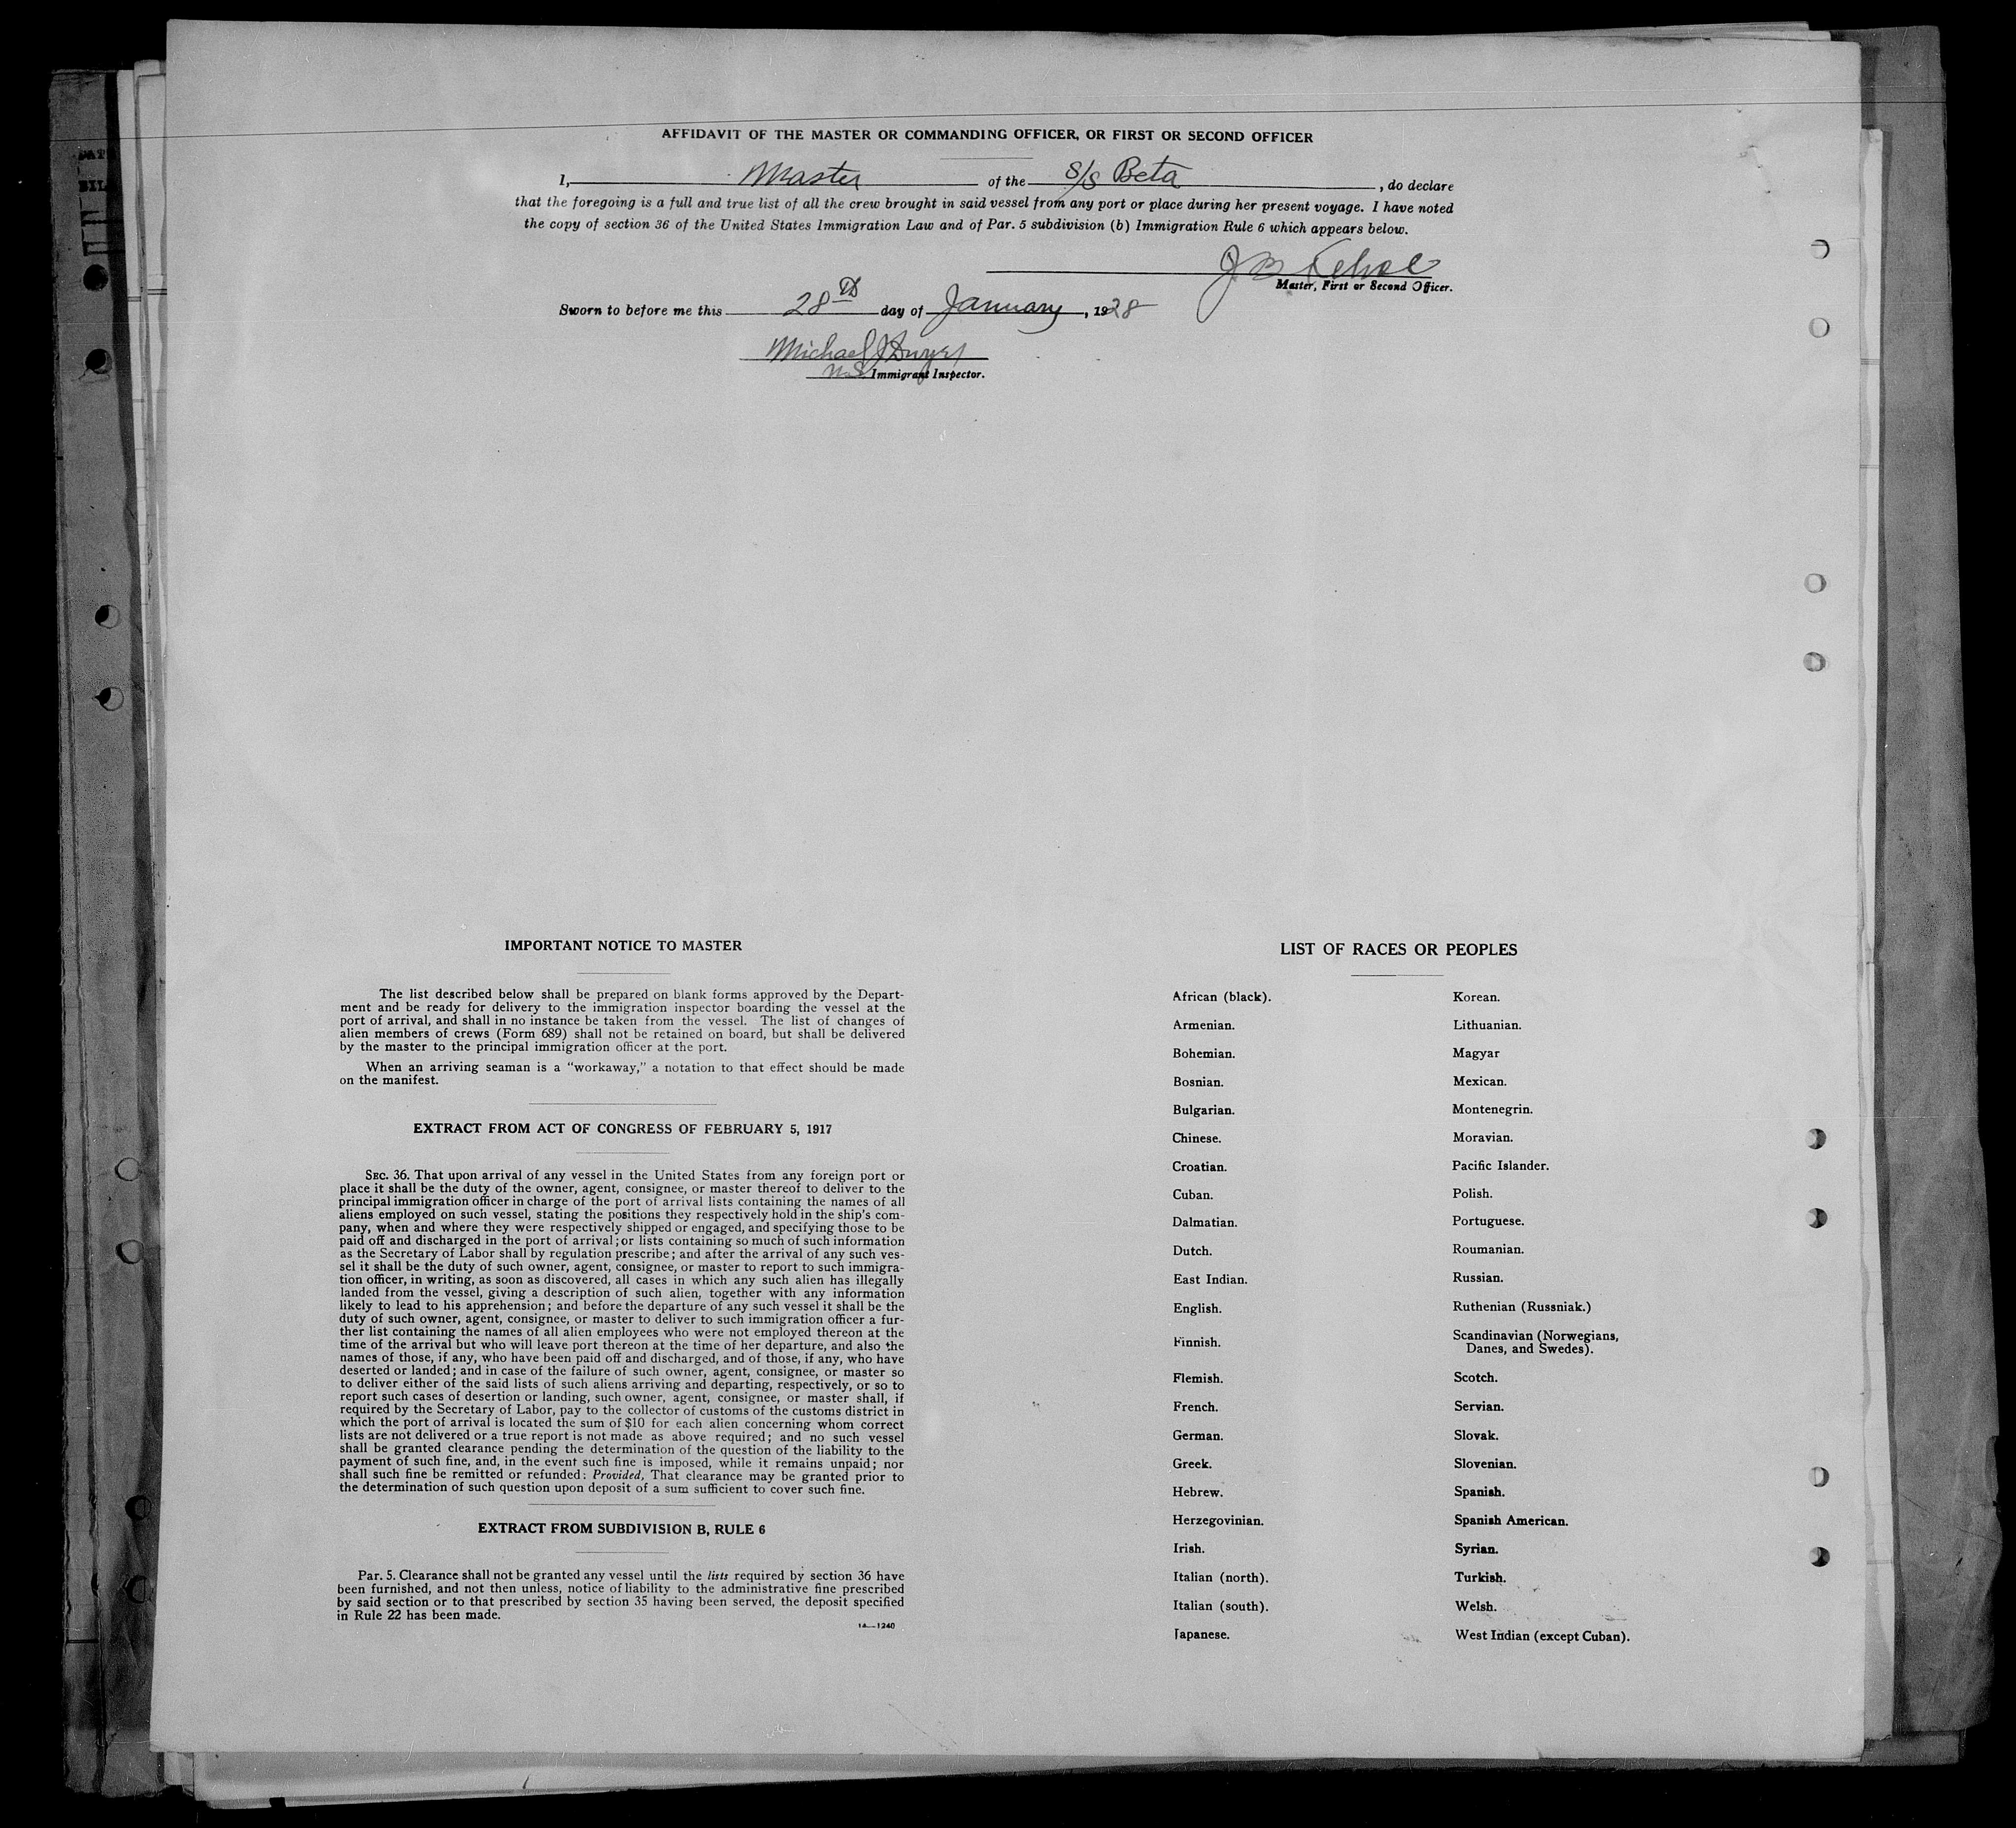 AFFIDAVIT OF THE MASTER OR COMMANDING OFFICER, OR FIRST OR SECOND OFFICER
I, Master of the S/S Beta, do declare
that the foregoing is a full and true list of all the crew brought in said vessel from any port or place during her present voyage. I have noted
the copy of section 36 of the United States Immigration Law and of Par. 5 subdivision (b) Immigration Rule 6 which appears below.
J B
Master, First or Second Officer.
Sworn to before me this 28th day of January, 1928
Michael J Dwyer
U.S. Immigrant Inspector.
IMPORTANT NOTICE TO MASTER
The list described below shall be prepared on blank forms approved by the Depart-
ment and be ready for delivery to the immigration inspector boarding the vessel at the
port of arrival, and shall in no instance be taken from the vessel. The list of changes of
alien members of crews (Form 689) shall not be retained on board, but shall be delivered
by the master to the principal immigration officer at the port.
When an arriving seaman is a "workaway," a notation to that effect should be made
on the manifest.
EXTRACT FROM ACT OF CONGRESS OF FEBRUARY 5, 1917
SEC. 36. That upon arrival of any vessel in the United States from any foreign port or
place it shall be the duty of the owner, agent, consignee, or master thereof to deliver to the
principal immigration officer in charge of the port of arrival lists containing the names of all
aliens employed on such vessel, stating the positions they respectively hold in the ship's com-
pany, when and where they were respectively shipped or engaged, and specifying those to be
paid off and discharged in the port of arrival; or lists containing so much of such information
as the Secretary of Labor shall by regulation prescribe; and after the arrival of any such ves-
sel it shall be the duty of such owner, agent, consignee, or master to report to such immigra-
tion officer, in writing, as soon as discovered, all cases in which any such alien has illegally
landed from the vessel, giving a description of such alien, together with any information
likely to lead to his apprehension; and before the departure of any such vessel it shall be the
duty of such owner, agent, consignee, or master to deliver to such immigration officer a fur-
ther list containing the names of all alien employees who were not employed thereon at the
time of the arrival but who will leave port thereon at the time of her departure, and also the
names of those, if any, who have been paid off and discharged, and of those, if any, who have
deserted or landed; and in case of the failure of such owner, agent, consignee, or master so
to deliver either of the said lists of such aliens arriving and departing, respectively, or so to
report such cases of desertion or landing, such owner, agent, consignee, or master shall, if
required by the Secretary of Labor, pay to the collector of customs of the customs district in
which the port of arrival is located the sum of $10 for each alien concerning whom correct
lists are not delivered or a true report is not made as above required; and no such vessel
shall be granted clearance pending the determination of the question of the liability to the
payment of such fine, and, in the event such fine is imposed, while it remains unpaid; nor
shall such fine be remitted or refunded: Provided, That clearance may be granted prior to
the determination of such question upon deposit of a sum sufficient to cover such fine.
EXTRACT FROM SUBDIVISION B, RULE 6
Par. 5. Clearance shall not be granted any vessel until the lists required by section 36 have
been furnished, and not then unless, notice of liability to the administrative fine prescribed
by said section or to that prescribed by section 35 having been served, the deposit specified
in Rule 22 has been made.
14—1240
LIST OF RACES OR PEOPLES
African (black).
Armenian.
Bohemian.
Bosnian.
Bulgarian.
Chinese.
Croatian.
Cuban.
Dalmatian.
Dutch.
East Indian.
English.
Finnish.
Flemish.
French.
German.
Greek.
Hebrew.
Herzegovinian.
Irish.
Italian (north).
Italian (south).
Japanese.
Korean.
Lithuanian.
Magyar
Mexican.
Montenegrin.
Moravian.
Pacific Islander.
Polish.
Portuguese.
Roumanian.
Russian.
Ruthenian (Russniak.)
Scandinavian (Norwegians,
Danes, and Swedes).
Scotch.
Servian.
Slovak.
Slovenian.
Spanish.
Spanish American.
Syrian.
Turkish.
Welsh.
West Indian (except Cuban).